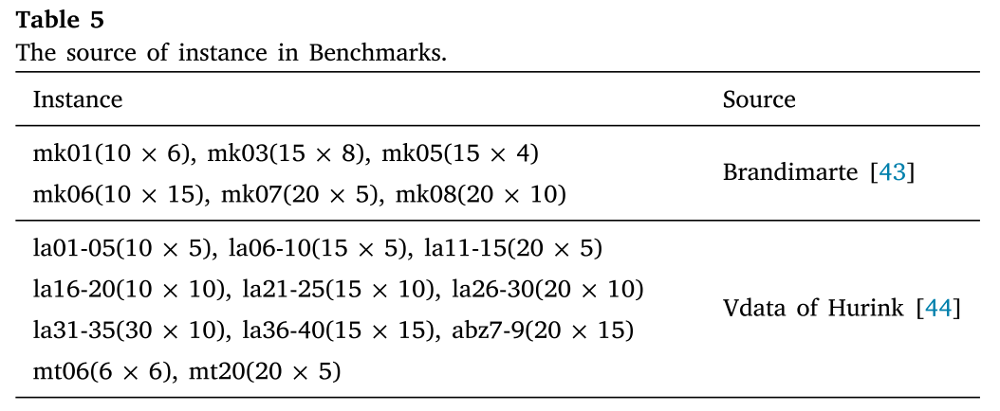 Table 5
The source of instance in Benchmarks.
Instance Source
mk01(10 × 6), mk03(15 × 8), mk05(15 × 4)
mk06(10 × 15), mk07(20 × 5), mk08(20 × 10)
Brandimarte [43]
la01-05(10 × 5), la06-10(15 × 5), la11-15(20 × 5)
la16-20(10 × 10), la21-25(15 × 10), la26-30(20 × 10)
la31-35(30 × 10), la36-40(15 × 15), abz7-9(20 × 15)
mt06(6 × 6), mt20(20 × 5)
Vdata of Hurink [44]